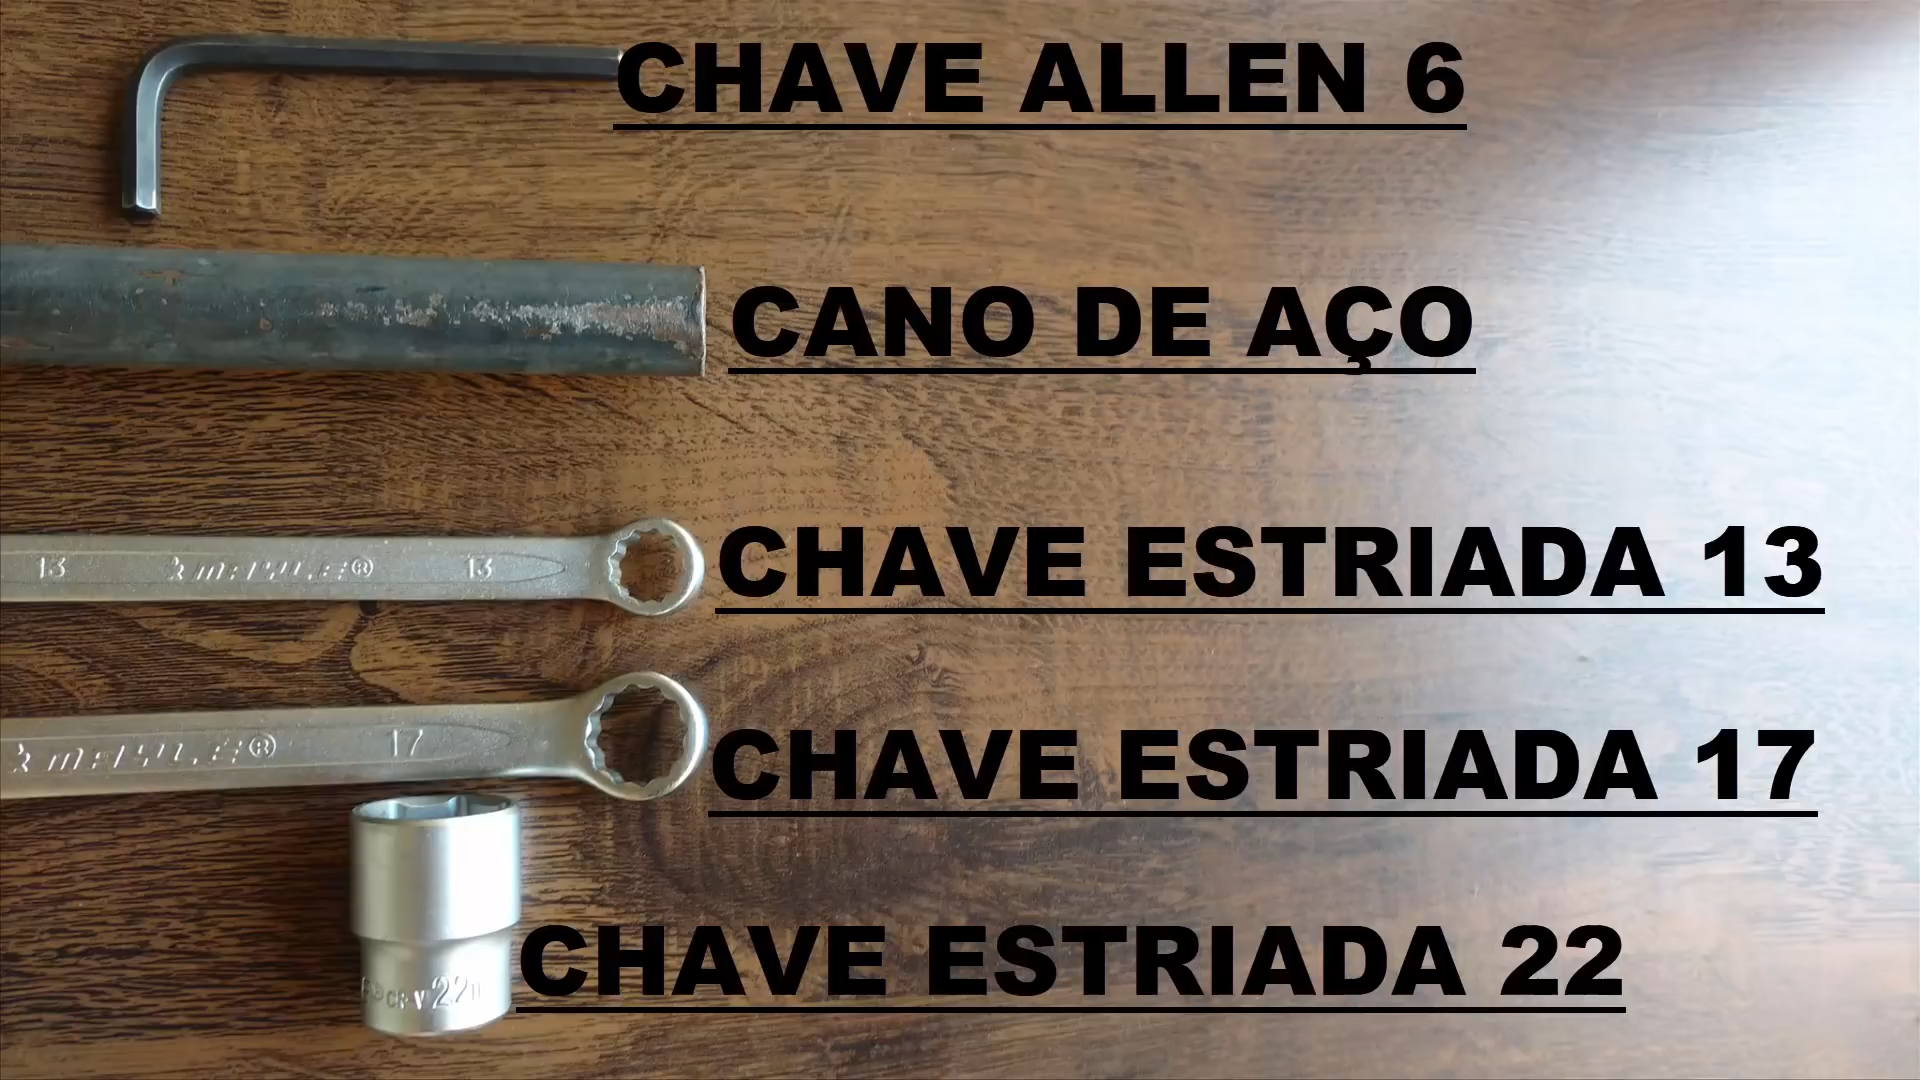 CHAVE ALLEN 6
CANO DE AÇO
13 ® 13
CHAVE ESTRIADA 13
® 17
CHAVE ESTRIADA 17
CR-V 22
CHAVE ESTRIADA 22